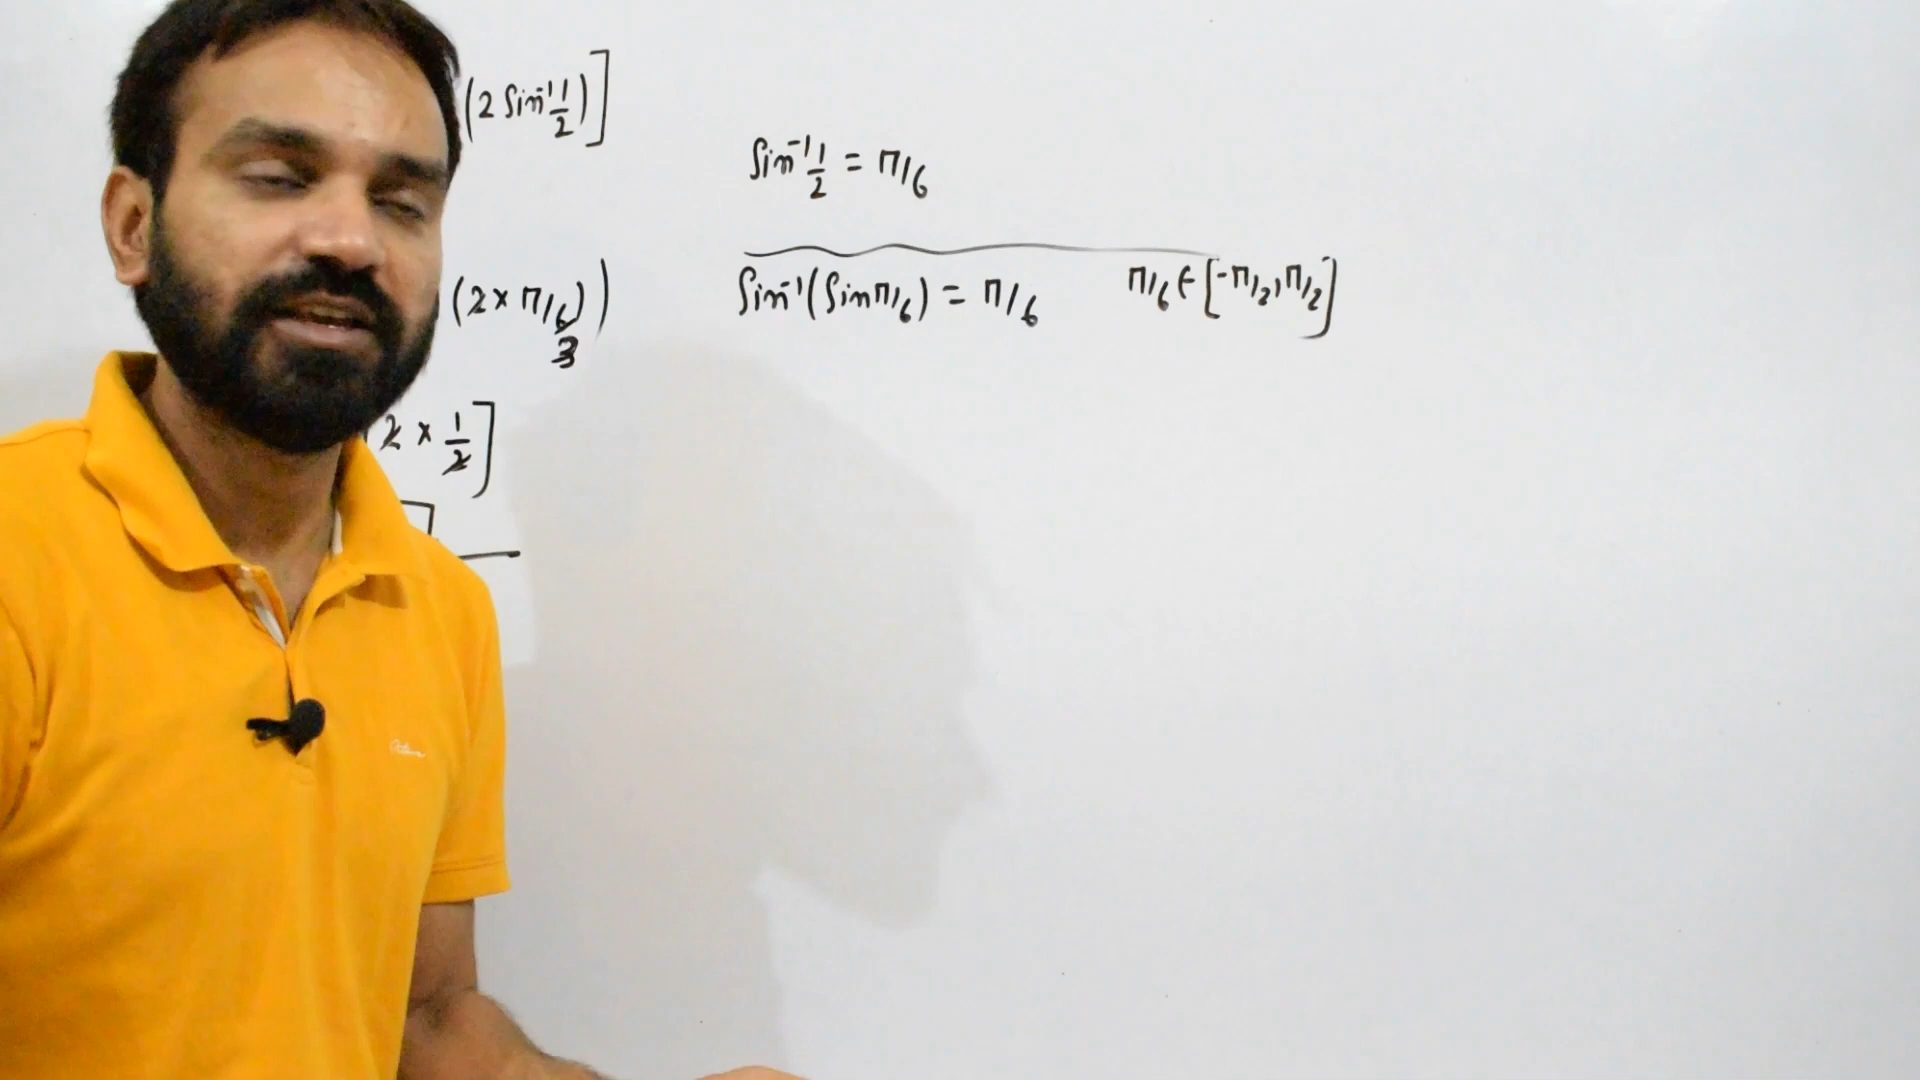 (2 Sin⁻¹ 1/2)]
Sin⁻¹ 1/2 = π/6
(2 × π/6))
3
Sin⁻¹(Sin π/6) = π/6 π/6 ∈ [-π/2, π/2]
2 × 1/2]